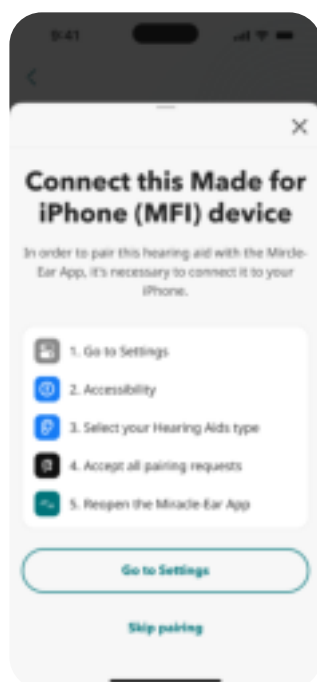 9:41
Connect this Made for
iPhone (MFI) device
In order to pair this hearing aid with the Mircle-
Ear App, it's necessary to connect it to your
iPhone.
1. Go to Settings
2. Accessibility
3. Select your Hearing Aids type
4. Accept all pairing requests
5. Reopen the Miracle-Ear App
Go to Settings
Skip pairing